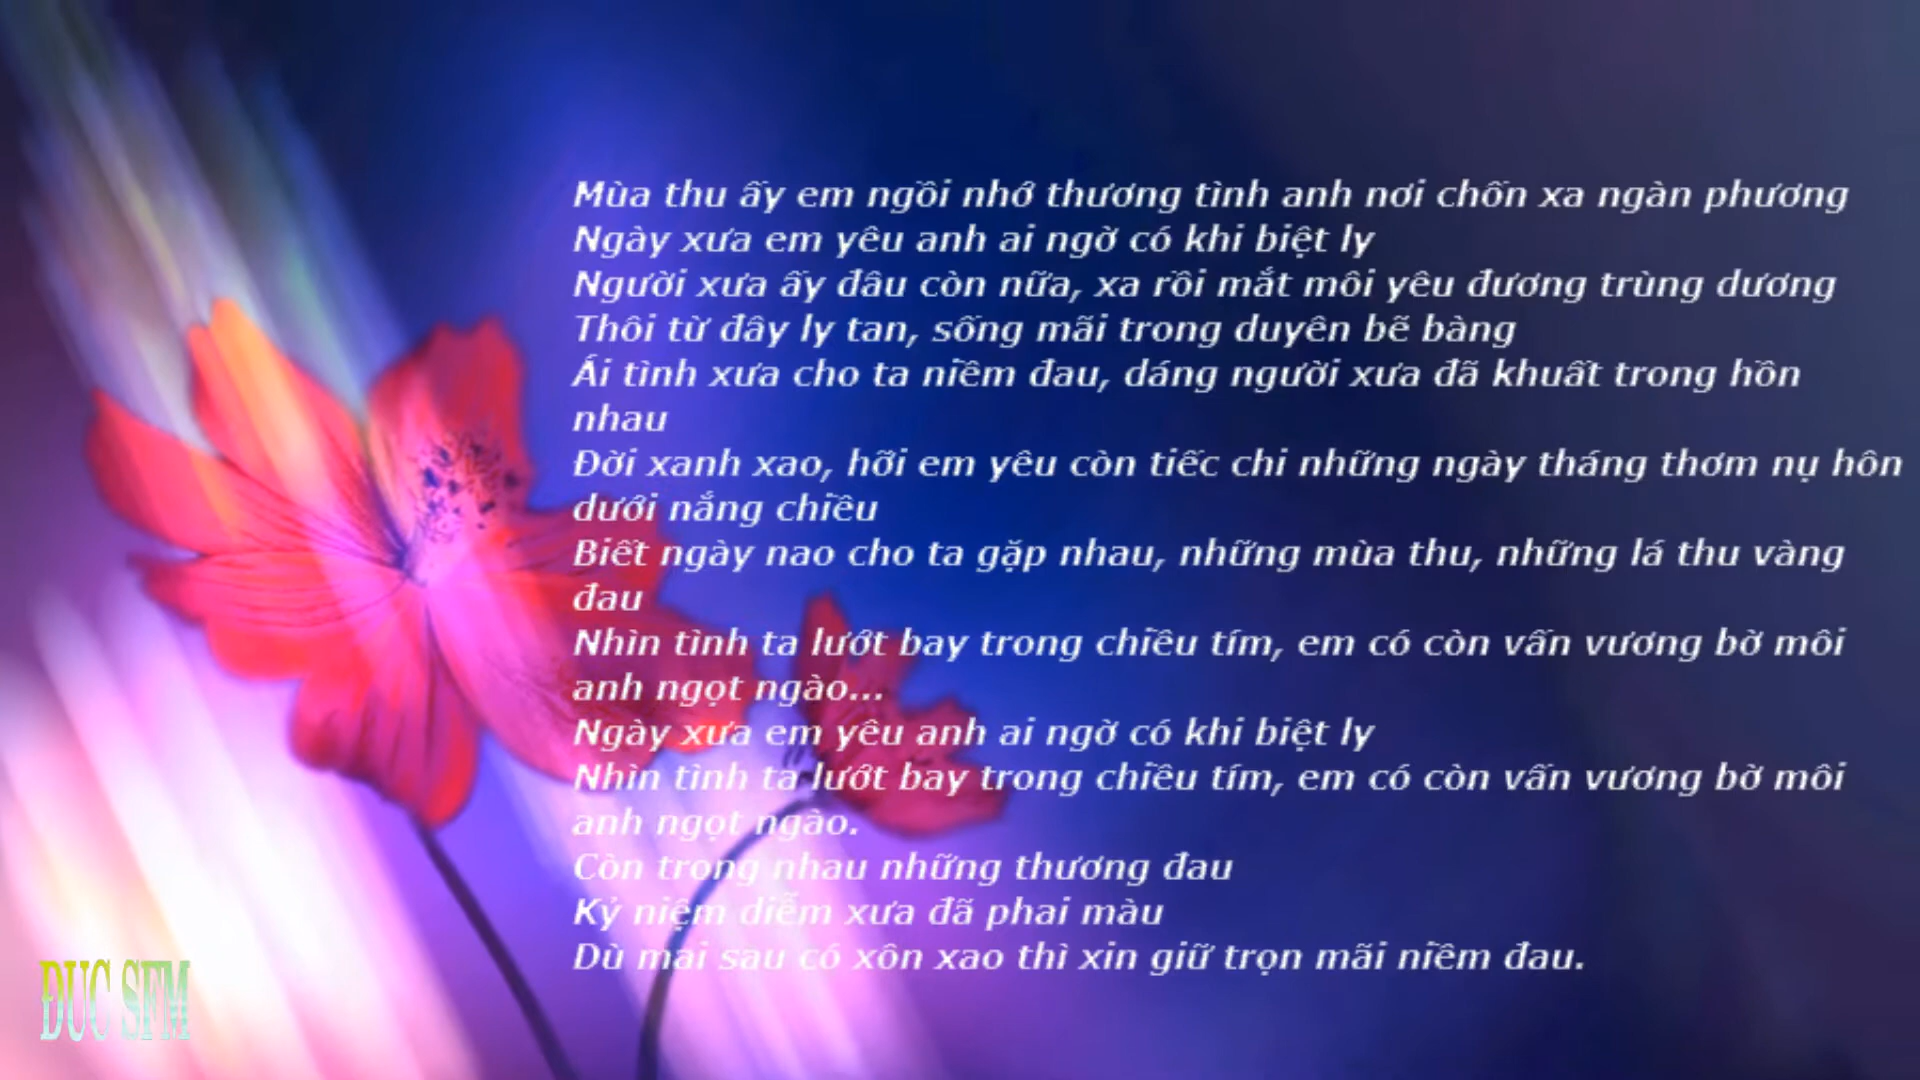 Mùa thu ấy em ngồi nhớ thương tình anh nơi chốn xa ngàn phương
Ngày xưa em yêu anh ai ngờ có khi biệt ly
Người xưa ấy đâu còn nữa, xa rồi mắt môi yêu đương trùng dương
Thôi từ đây ly tan, sống mãi trong duyên bẽ bàng
Ái tình xưa cho ta niềm đau, dáng người xưa đã khuất trong hồn
nhau
Đời xanh xao, hỡi em yêu còn tiếc chi những ngày tháng thơm nụ hôn
dưới nắng chiều
Biết ngày nao cho ta gặp nhau, những mùa thu, những lá thu vàng
đau
Nhìn tình ta lướt bay trong chiều tím, em có còn vấn vương bờ môi
anh ngọt ngào...
Ngày xưa em yêu anh ai ngờ có khi biệt ly
Nhìn tình ta lướt bay trong chiều tím, em có còn vấn vương bờ môi
anh ngọt ngào.
Còn trong nhau những thương đau
Kỷ niệm diễm xưa đã phai màu
Dù mai sau có xôn xao thì xin giữ trọn mãi niềm đau.
ĐUC SFM